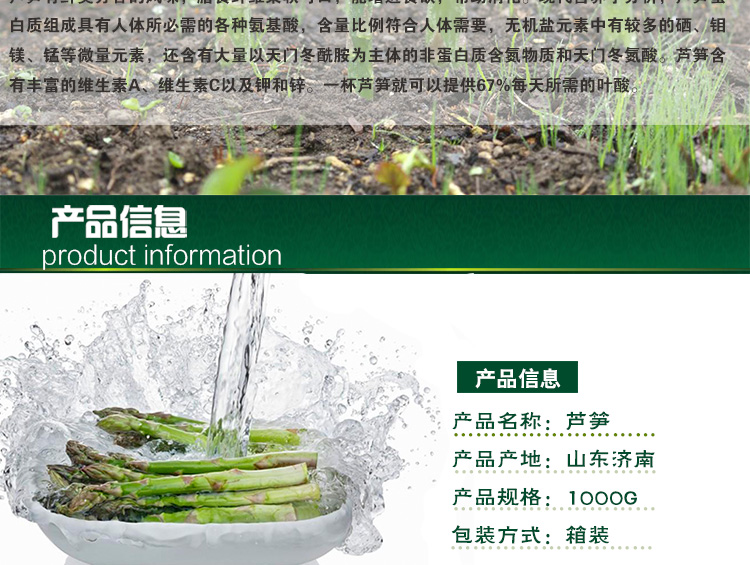 白质组成具有人体所必需的各种氨基酸，含量比例符合人体需要，无机盐元素中有较多的硒、钼
镁、锰等微量元素，还含有大量以天门冬酰胺为主体的非蛋白质含氮物质和天门冬氨酸。芦笋含
有丰富的维生素A、维生素C以及钾和锌。一杯芦笋就可以提供67%每天所需的叶酸。
产品信息
product information
产品信息
产品名称：芦笋
产品产地：山东济南
产品规格：1000G
包装方式：箱装